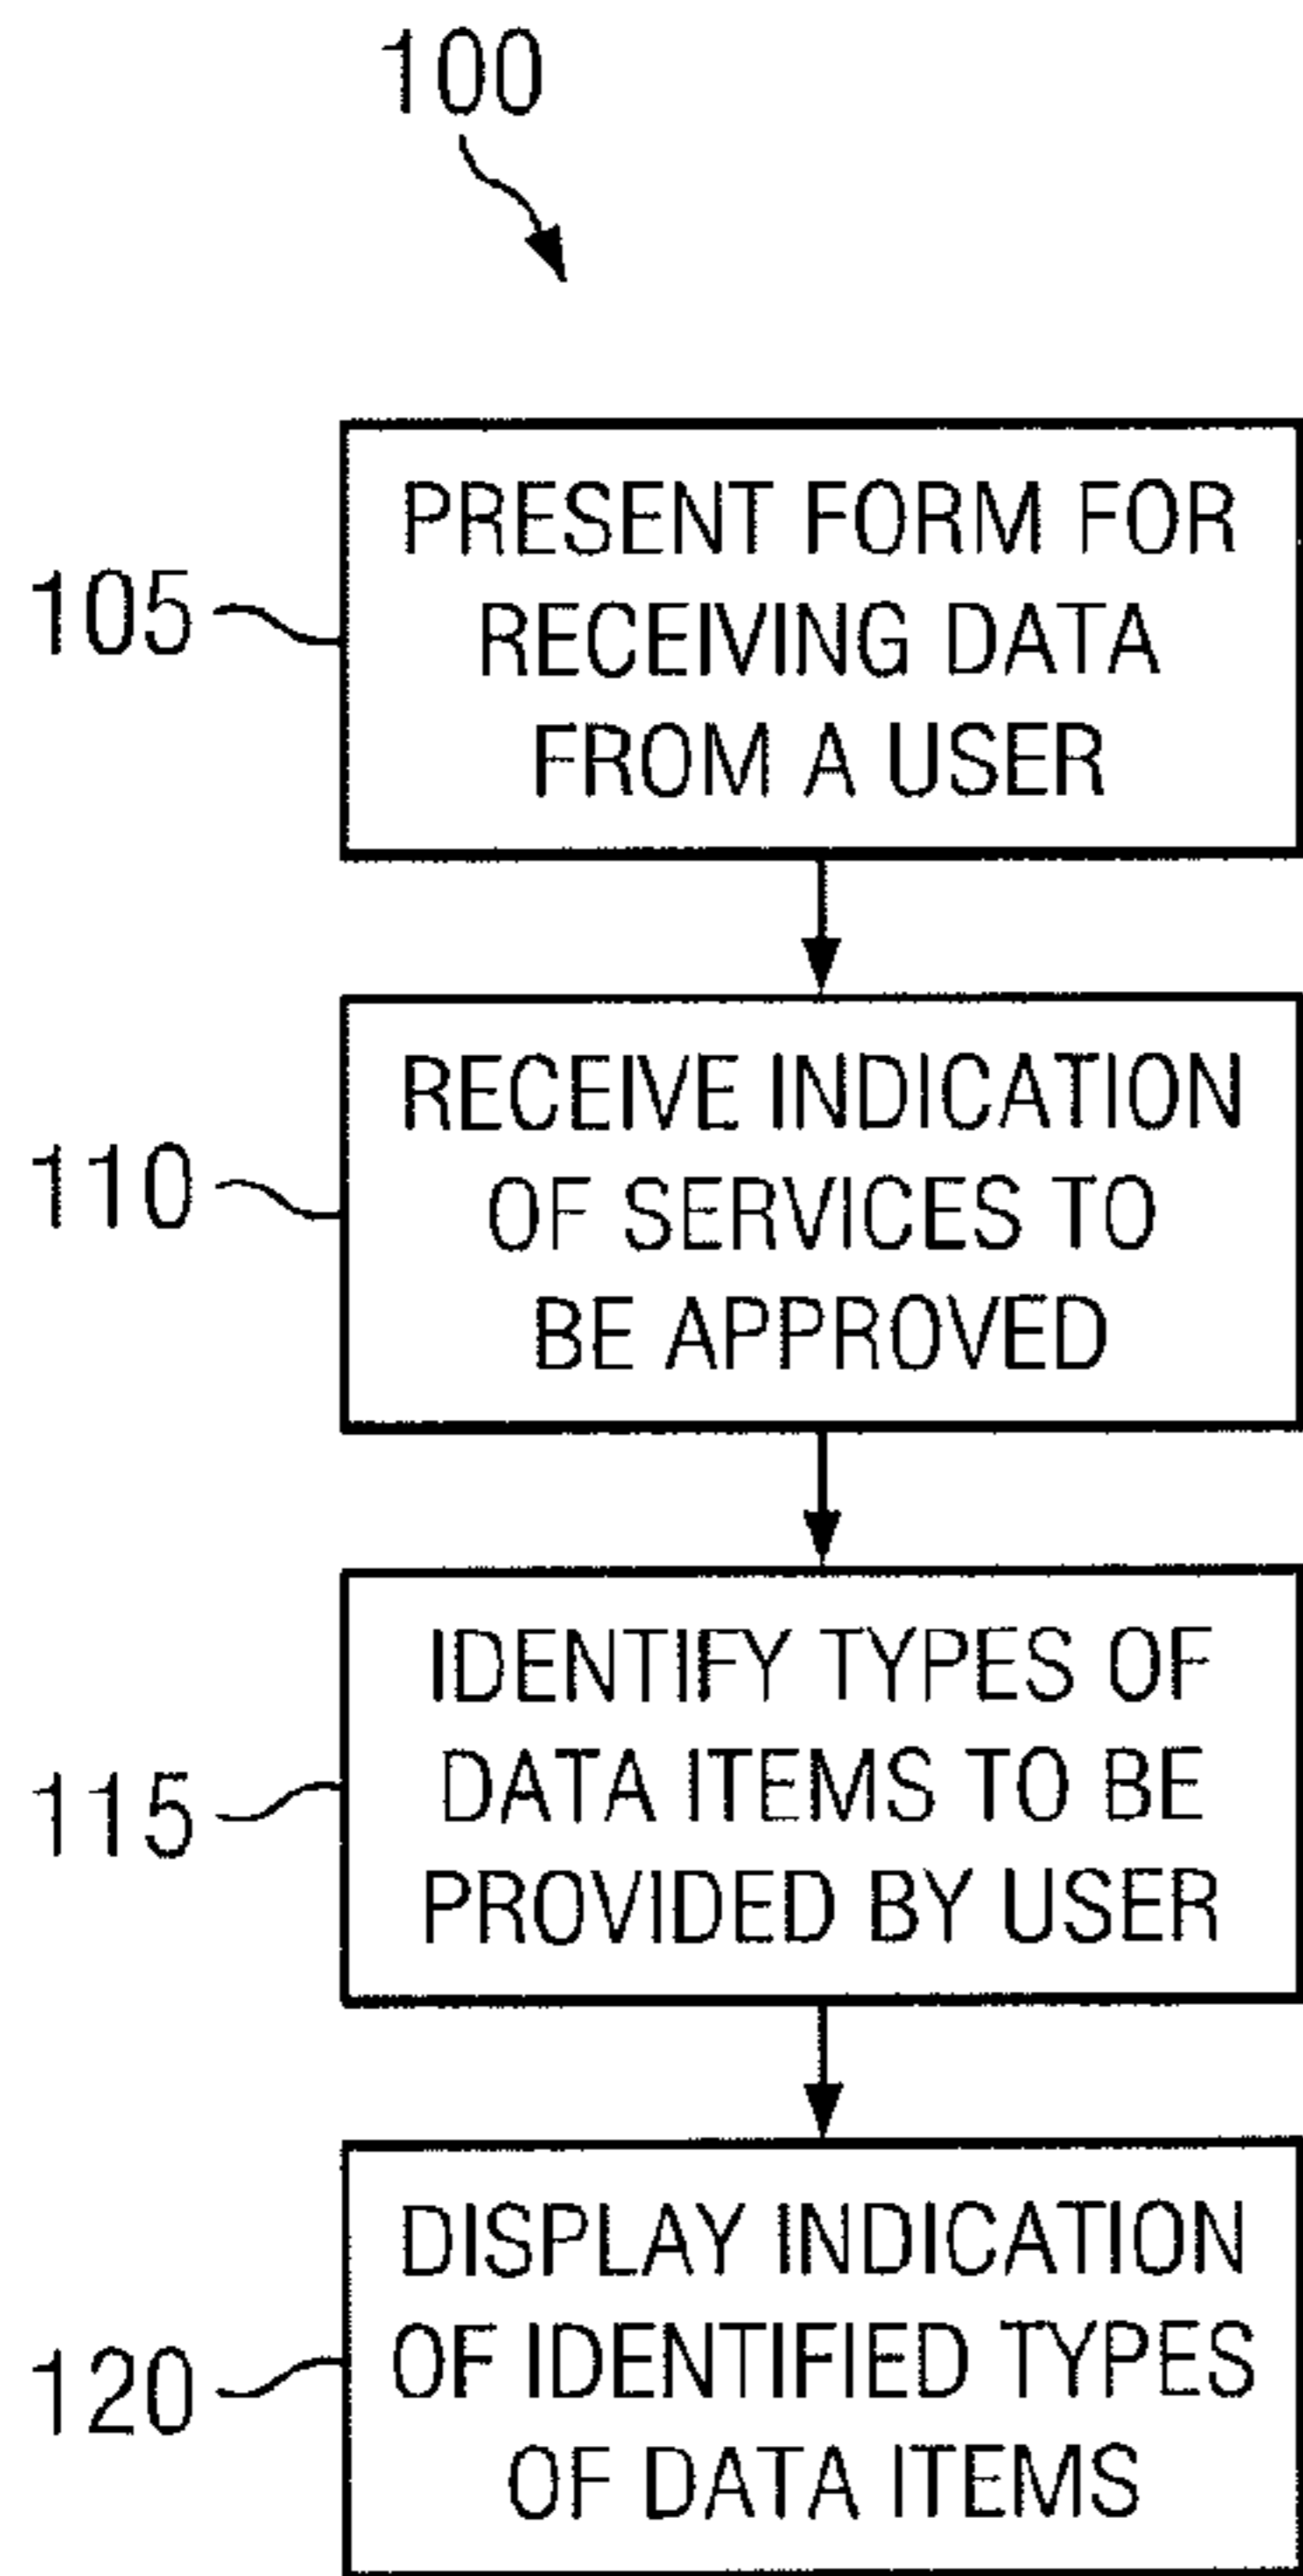 100
105
PRESENT FORM FOR
RECEIVING DATA
FROM A USER
110
RECEIVE INDICATION
OF SERVICES TO
BE APPROVED
115
IDENTIFY TYPES OF
DATA ITEMS TO BE
PROVIDED BY USER
120
DISPLAY INDICATION
OF IDENTIFIED TYPES
OF DATA ITEMS